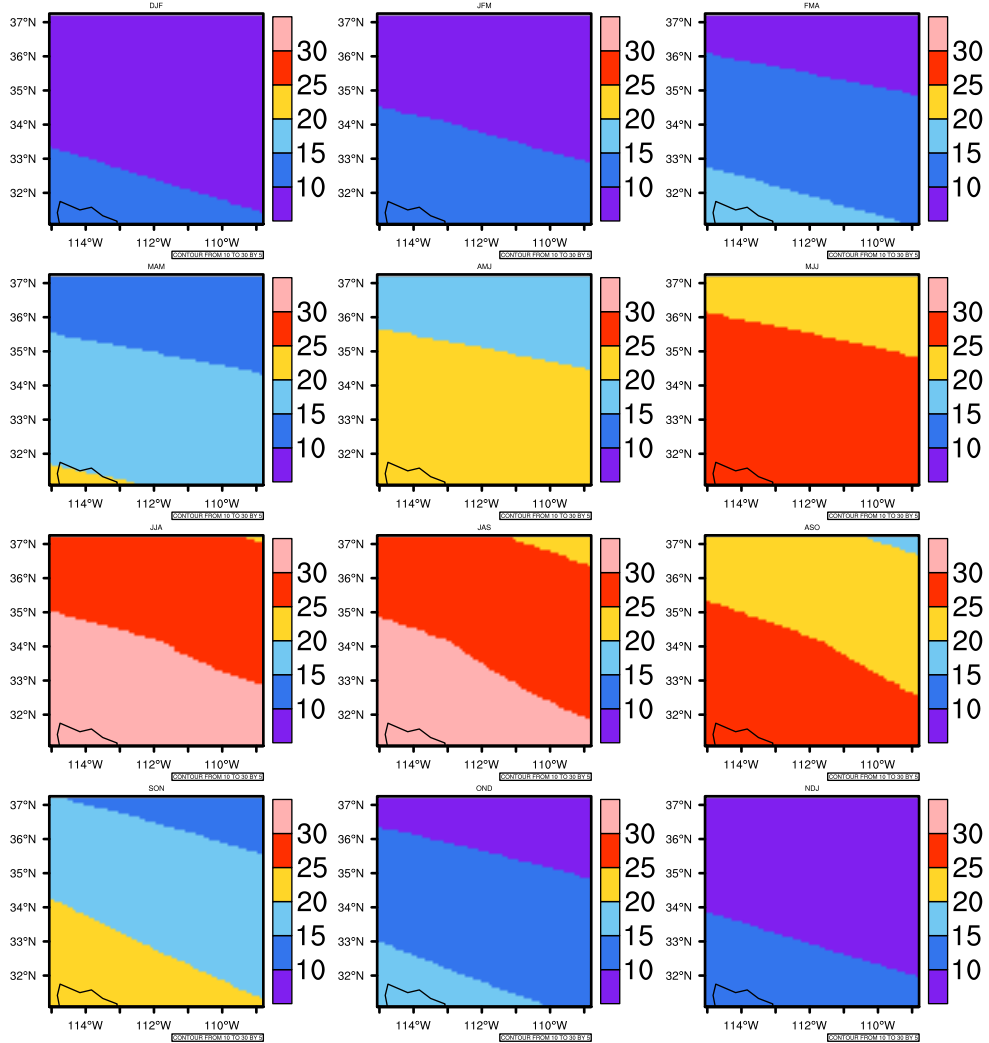 DJF
JFM
FMA
37°N
36°N
35°N
34°N
33°N
32°N
114°W
112°W
110°W
30
25
20
15
10
CONTOUR FROM 10 TO 30 BY 5
37°N
36°N
35°N
34°N
33°N
32°N
114°W
112°W
110°W
30
25
20
15
10
CONTOUR FROM 10 TO 30 BY 5
37°N
36°N
35°N
34°N
33°N
32°N
114°W
112°W
110°W
30
25
20
15
10
CONTOUR FROM 10 TO 30 BY 5
MAM
AMJ
MJJ
37°N
36°N
35°N
34°N
33°N
32°N
114°W
112°W
110°W
30
25
20
15
10
CONTOUR FROM 10 TO 30 BY 5
37°N
36°N
35°N
34°N
33°N
32°N
114°W
112°W
110°W
30
25
20
15
10
CONTOUR FROM 10 TO 30 BY 5
37°N
36°N
35°N
34°N
33°N
32°N
114°W
112°W
110°W
30
25
20
15
10
CONTOUR FROM 10 TO 30 BY 5
JJA
JAS
ASO
37°N
36°N
35°N
34°N
33°N
32°N
114°W
112°W
110°W
30
25
20
15
10
CONTOUR FROM 10 TO 30 BY 5
37°N
36°N
35°N
34°N
33°N
32°N
114°W
112°W
110°W
30
25
20
15
10
CONTOUR FROM 10 TO 30 BY 5
37°N
36°N
35°N
34°N
33°N
32°N
114°W
112°W
110°W
30
25
20
15
10
CONTOUR FROM 10 TO 30 BY 5
SON
OND
NDJ
37°N
36°N
35°N
34°N
33°N
32°N
114°W
112°W
110°W
30
25
20
15
10
CONTOUR FROM 10 TO 30 BY 5
37°N
36°N
35°N
34°N
33°N
32°N
114°W
112°W
110°W
30
25
20
15
10
CONTOUR FROM 10 TO 30 BY 5
37°N
36°N
35°N
34°N
33°N
32°N
114°W
112°W
110°W
30
25
20
15
10
CONTOUR FROM 10 TO 30 BY 5